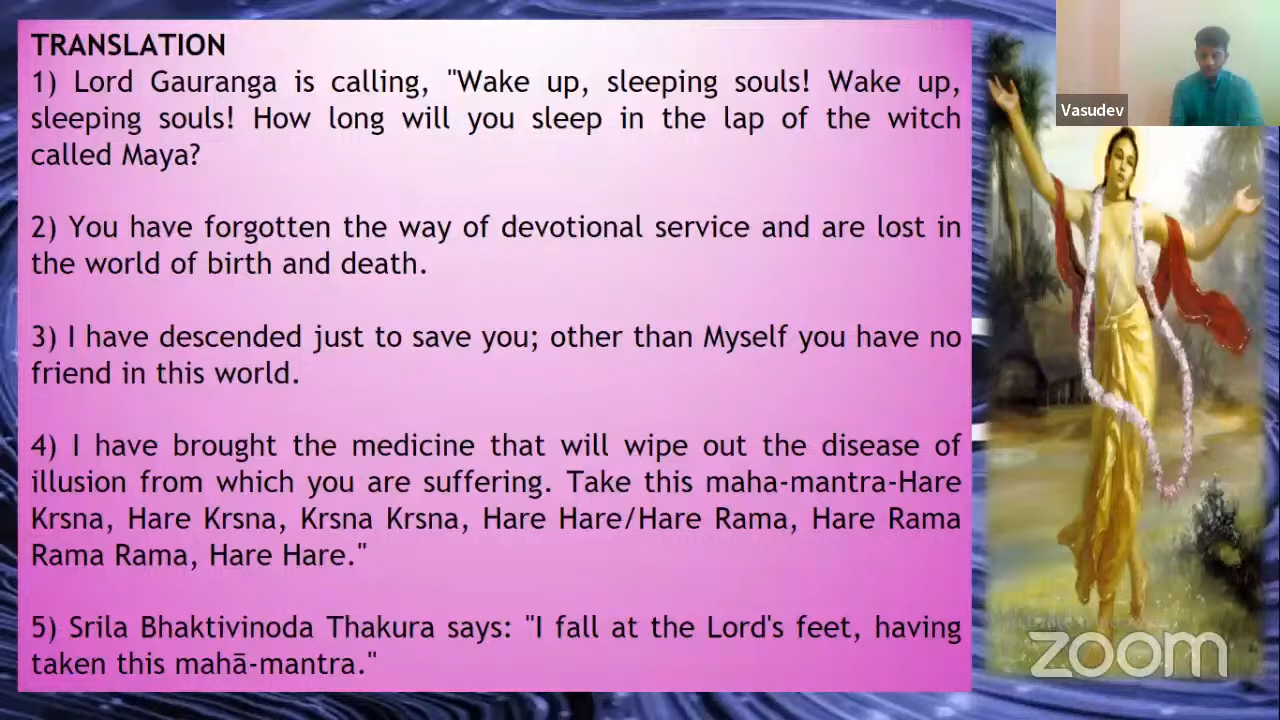 TRANSLATION
1) Lord Gauranga is calling, "Wake up, sleeping souls! Wake up,
sleeping souls! How long will you sleep in the lap of the witch
called Maya?
2) You have forgotten the way of devotional service and are lost in
the world of birth and death.
3) I have descended just to save you; other than Myself you have no
friend in this world.
4) I have brought the medicine that will wipe out the disease of
illusion from which you are suffering. Take this maha-mantra-Hare
Krsna, Hare Krsna, Krsna Krsna, Hare Hare/Hare Rama, Hare Rama
Rama Rama, Hare Hare."
5) Srila Bhaktivinoda Thakura says: "I fall at the Lord's feet, having
taken this mahā-mantra."
Vasudev
zoom